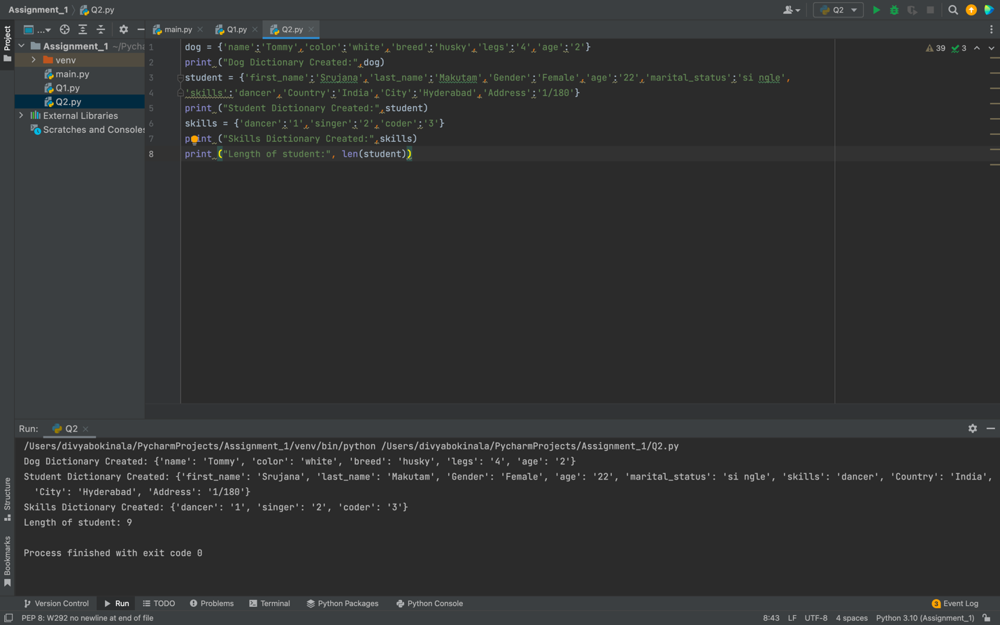 Assignment_1 Q2.py Q2
Project ... main.py Q1.py Q2.py
Assignment_1 ~/Pycha
venv
main.py
Q1.py
Q2.py
External Libraries
Scratches and Consoles
39 3
1 dog = {'name':'Tommy','color':'white','breed':'husky','legs':'4','age':'2'}
2 print ("Dog Dictionary Created:",dog)
3 student = {'first_name':'Srujana','last_name':'Makutam','Gender':'Female','age':'22','marital_status':'si ngle',
4 'skills':'dancer','Country':'India','City':'Hyderabad','Address':'1/180'}
5 print ("Student Dictionary Created:",student)
6 skills = {'dancer':'1','singer':'2','coder':'3'}
7 print ("Skills Dictionary Created:",skills)
8 print ("Length of student:", len(student))
Run: Q2
/Users/divyabokinala/PycharmProjects/Assignment_1/venv/bin/python /Users/divyabokinala/PycharmProjects/Assignment_1/Q2.py
Dog Dictionary Created: {'name': 'Tommy', 'color': 'white', 'breed': 'husky', 'legs': '4', 'age': '2'}
Student Dictionary Created: {'first_name': 'Srujana', 'last_name': 'Makutam', 'Gender': 'Female', 'age': '22', 'marital_status': 'si ngle', 'skills': 'dancer', 'Country': 'India',
'City': 'Hyderabad', 'Address': '1/180'}
Skills Dictionary Created: {'dancer': '1', 'singer': '2', 'coder': '3'}
Length of student: 9
Process finished with exit code 0
Structure
Bookmarks
Version Control Run TODO Problems Terminal Python Packages Python Console 3 Event Log
PEP 8: W292 no newline at end of file 8:43 LF UTF-8 4 spaces Python 3.10 (Assignment_1)